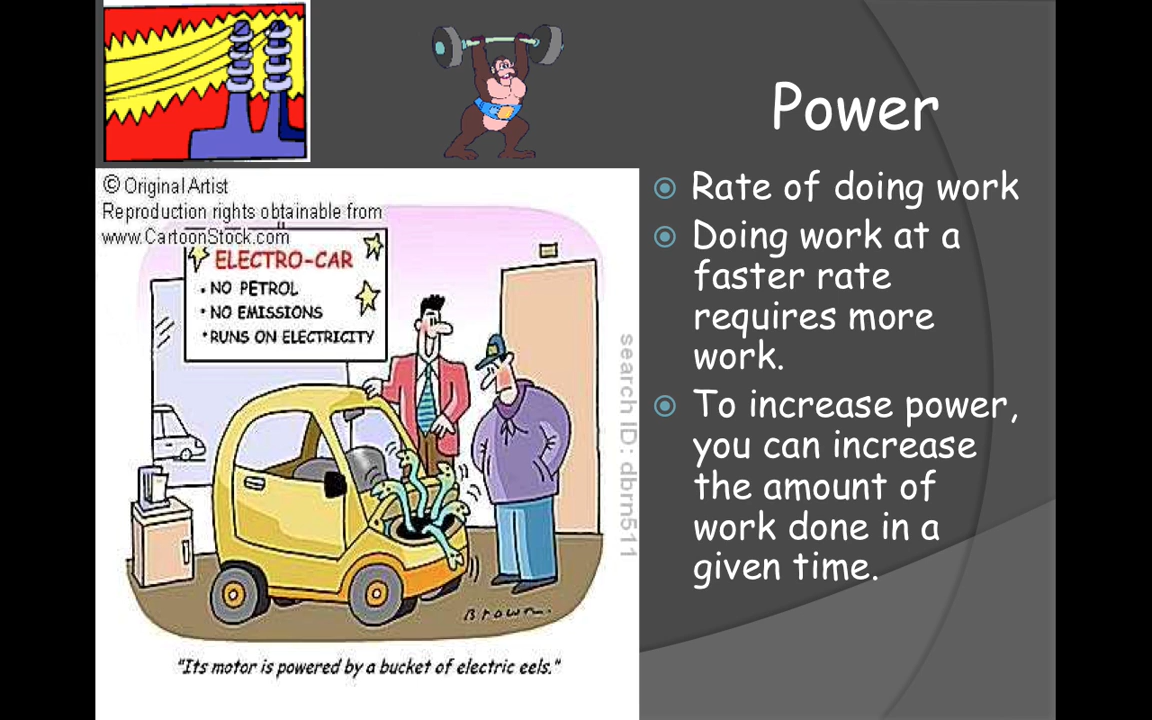 Power
© Original Artist
Reproduction rights obtainable from
www.CartoonStock.com
ELECTRO-CAR
• NO PETROL
• NO EMISSIONS
• RUNS ON ELECTRICITY
search ID: dbrn511
Brown.
"Its motor is powered by a bucket of electric eels."
Rate of doing work
Doing work at a
faster rate
requires more
work.
To increase power,
you can increase
the amount of
work done in a
given time.